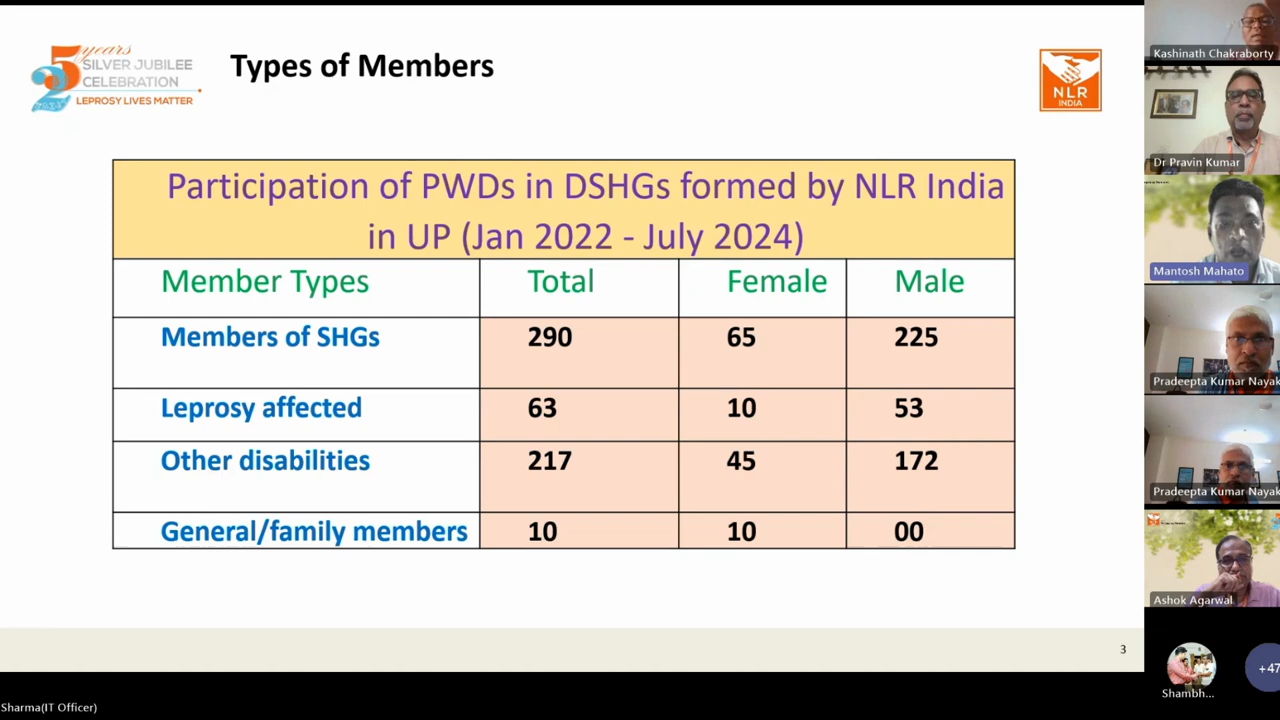 25 years
SILVER JUBILEE
CELEBRATION
LEPROSY LIVES MATTER
Types of Members
NLR
INDIA
Participation of PWDs in DSHGs formed by NLR India
in UP (Jan 2022 - July 2024)
Member Types Total Female Male
Members of SHGs 290 65 225
Leprosy affected 63 10 53
Other disabilities 217 45 172
General/family members 10 10 00
3
Kashinath Chakraborty
Dr Pravin Kumar
Mantosh Mahato
Pradeepta Kumar Nayak
Pradeepta Kumar Nayak
Ashok Agarwal
Shambh...
+47
Sharma(IT Officer)